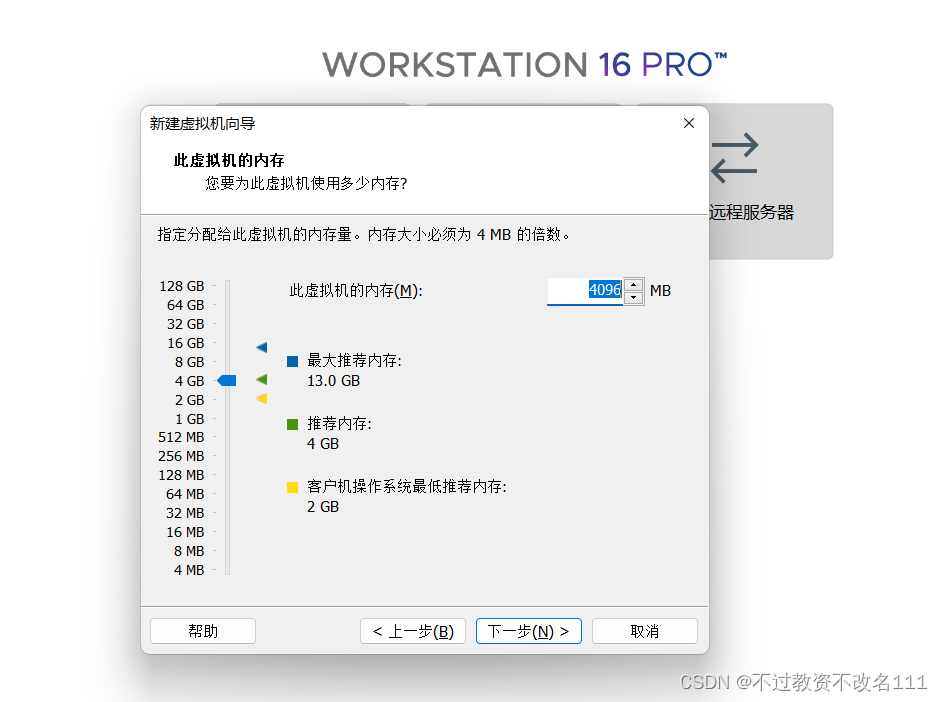 WORKSTATION 16 PRO™
新建虚拟机向导
此虚拟机的内存
您要为此虚拟机使用多少内存?
远程服务器
指定分配给此虚拟机的内存量。内存大小必须为 4 MB 的倍数。
128 GB
64 GB
32 GB
16 GB
8 GB
4 GB
2 GB
1 GB
512 MB
256 MB
128 MB
64 MB
32 MB
16 MB
8 MB
4 MB
此虚拟机的内存(M): 4096 MB
最大推荐内存:
13.0 GB
推荐内存:
4 GB
客户机操作系统最低推荐内存:
2 GB
帮助 < 上一步(B) 下一步(N) > 取消
CSDN @不过教资不改名111